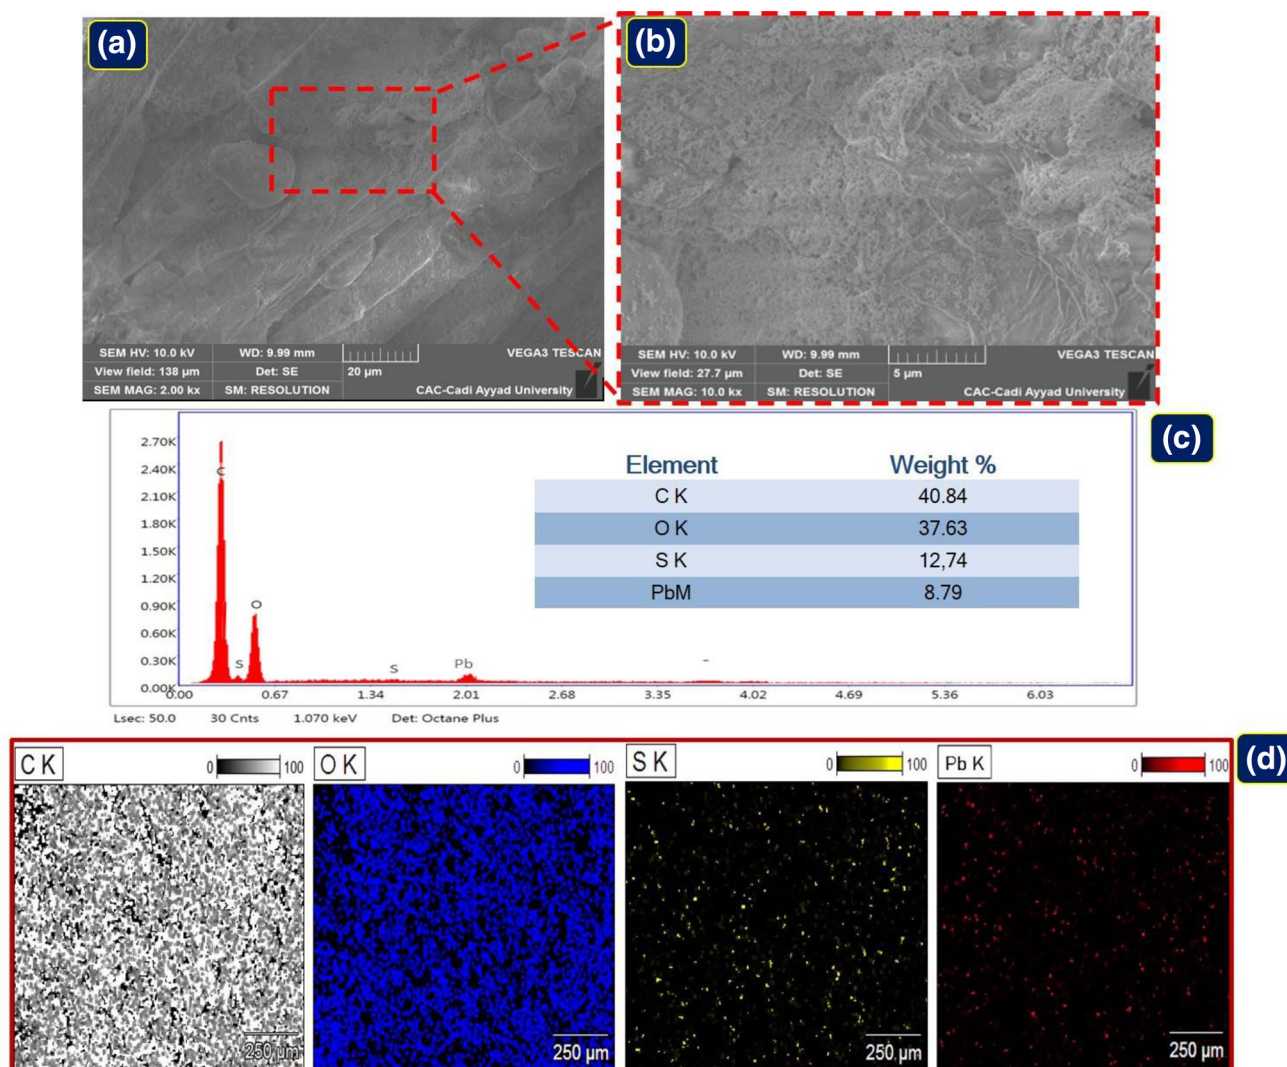 (a)
SEM HV: 10.0 kV WD: 9.99 mm VEGA3 TESCAN
View field: 138 µm Det: SE 20 µm
SEM MAG: 2.00 kx SM: RESOLUTION CAC-Cadi Ayyad University
(b)
SEM HV: 10.0 kV WD: 9.99 mm VEGA3 TESCAN
View field: 27.7 µm Det: SE 5 µm
SEM MAG: 10.0 kx SM: RESOLUTION CAC-Cadi Ayyad University
(c)
2.70K
2.40K
2.10K
1.80K
1.50K
1.20K
0.90K
0.60K
0.30K
0.00K
C
S
O
S
Pb
0.00 0.67 1.34 2.01 2.68 3.35 4.02 4.69 5.36 6.03
Element Weight %
C K 40.84
O K 37.63
S K 12,74
PbM 8.79
Lsec: 50.0 30 Cnts 1.070 keV Det: Octane Plus
(d)
C K 0 100
250 µm
O K 0 100
250 µm
S K 0 100
250 µm
Pb K 0 100
250 µm